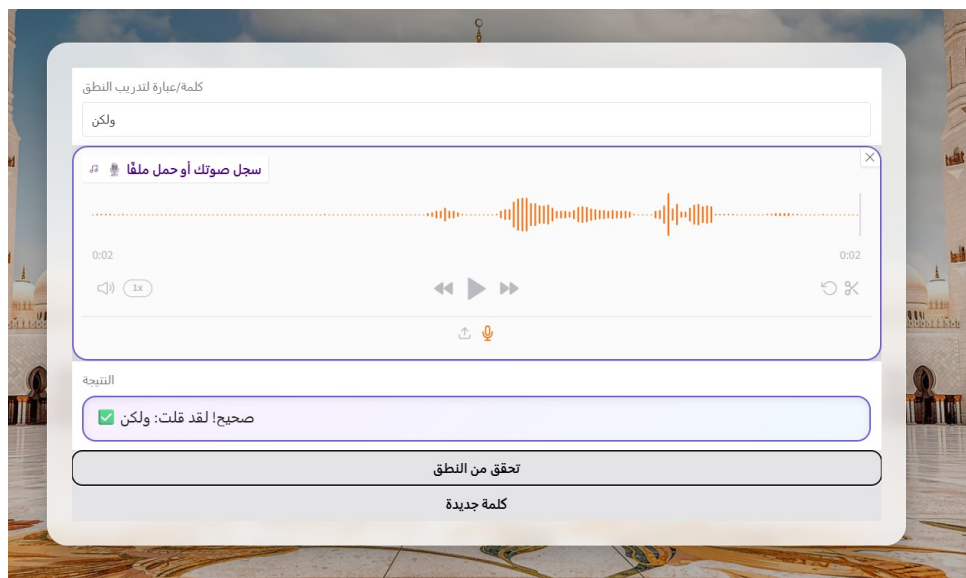 كلمة/عبارة لتدريب النطق
ولكن
سجل صوتك أو حمل ملفًا
0:02
0:02
1x
النتيجة
صحيح! لقد قلت: ولكن
تحقق من النطق
كلمة جديدة